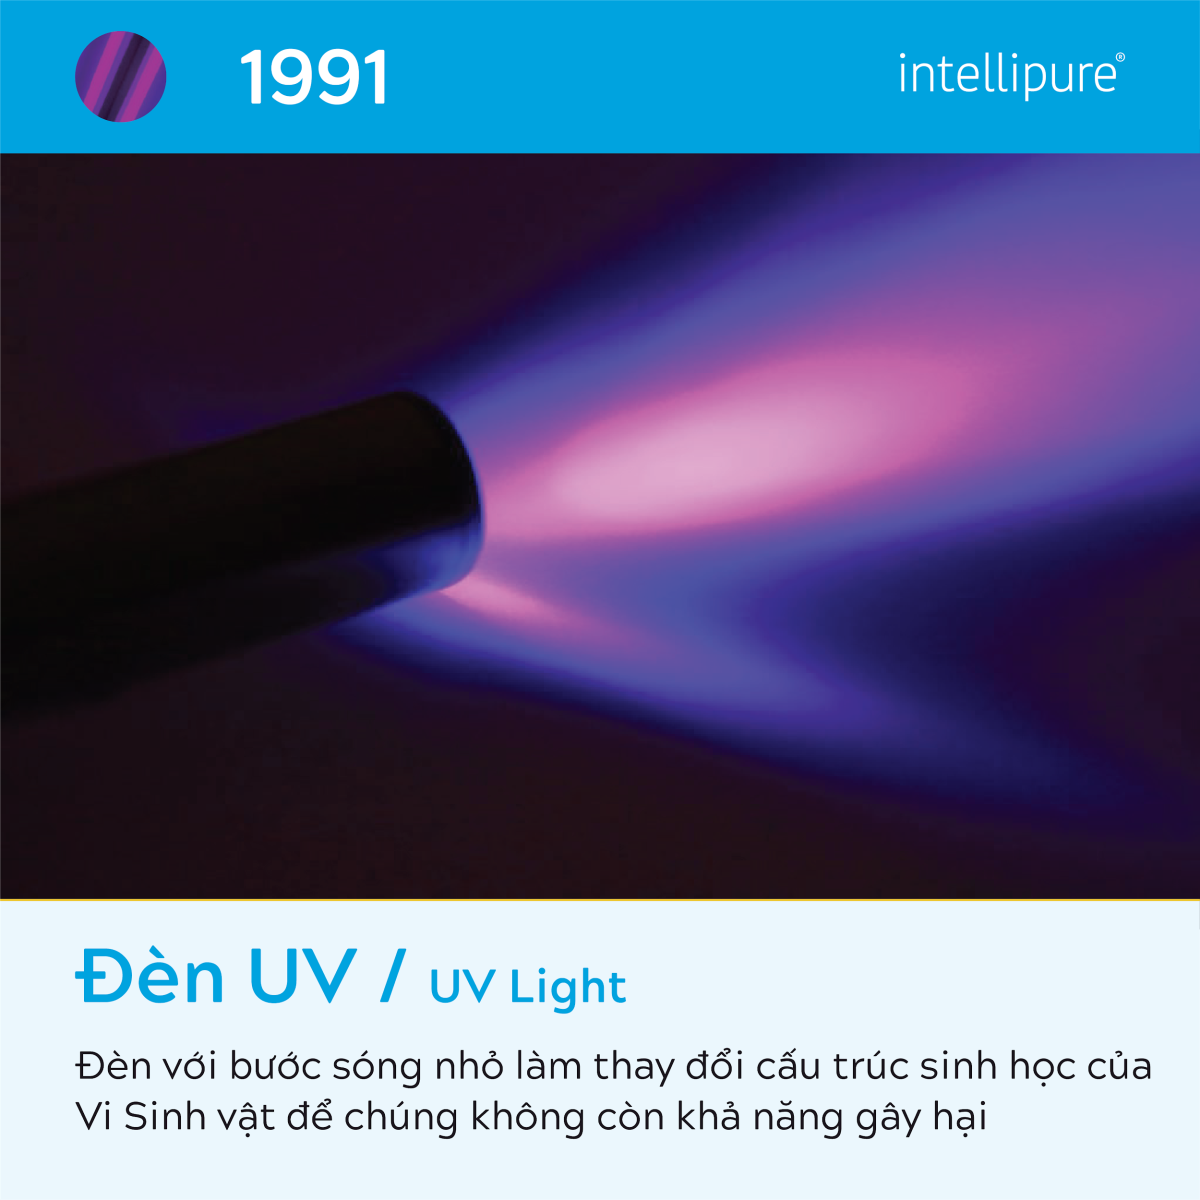 1991
intellipure®
Đèn UV / UV Light
Đèn với bước sóng nhỏ làm thay đổi cấu trúc sinh học của
Vi Sinh vật để chúng không còn khả năng gây hại